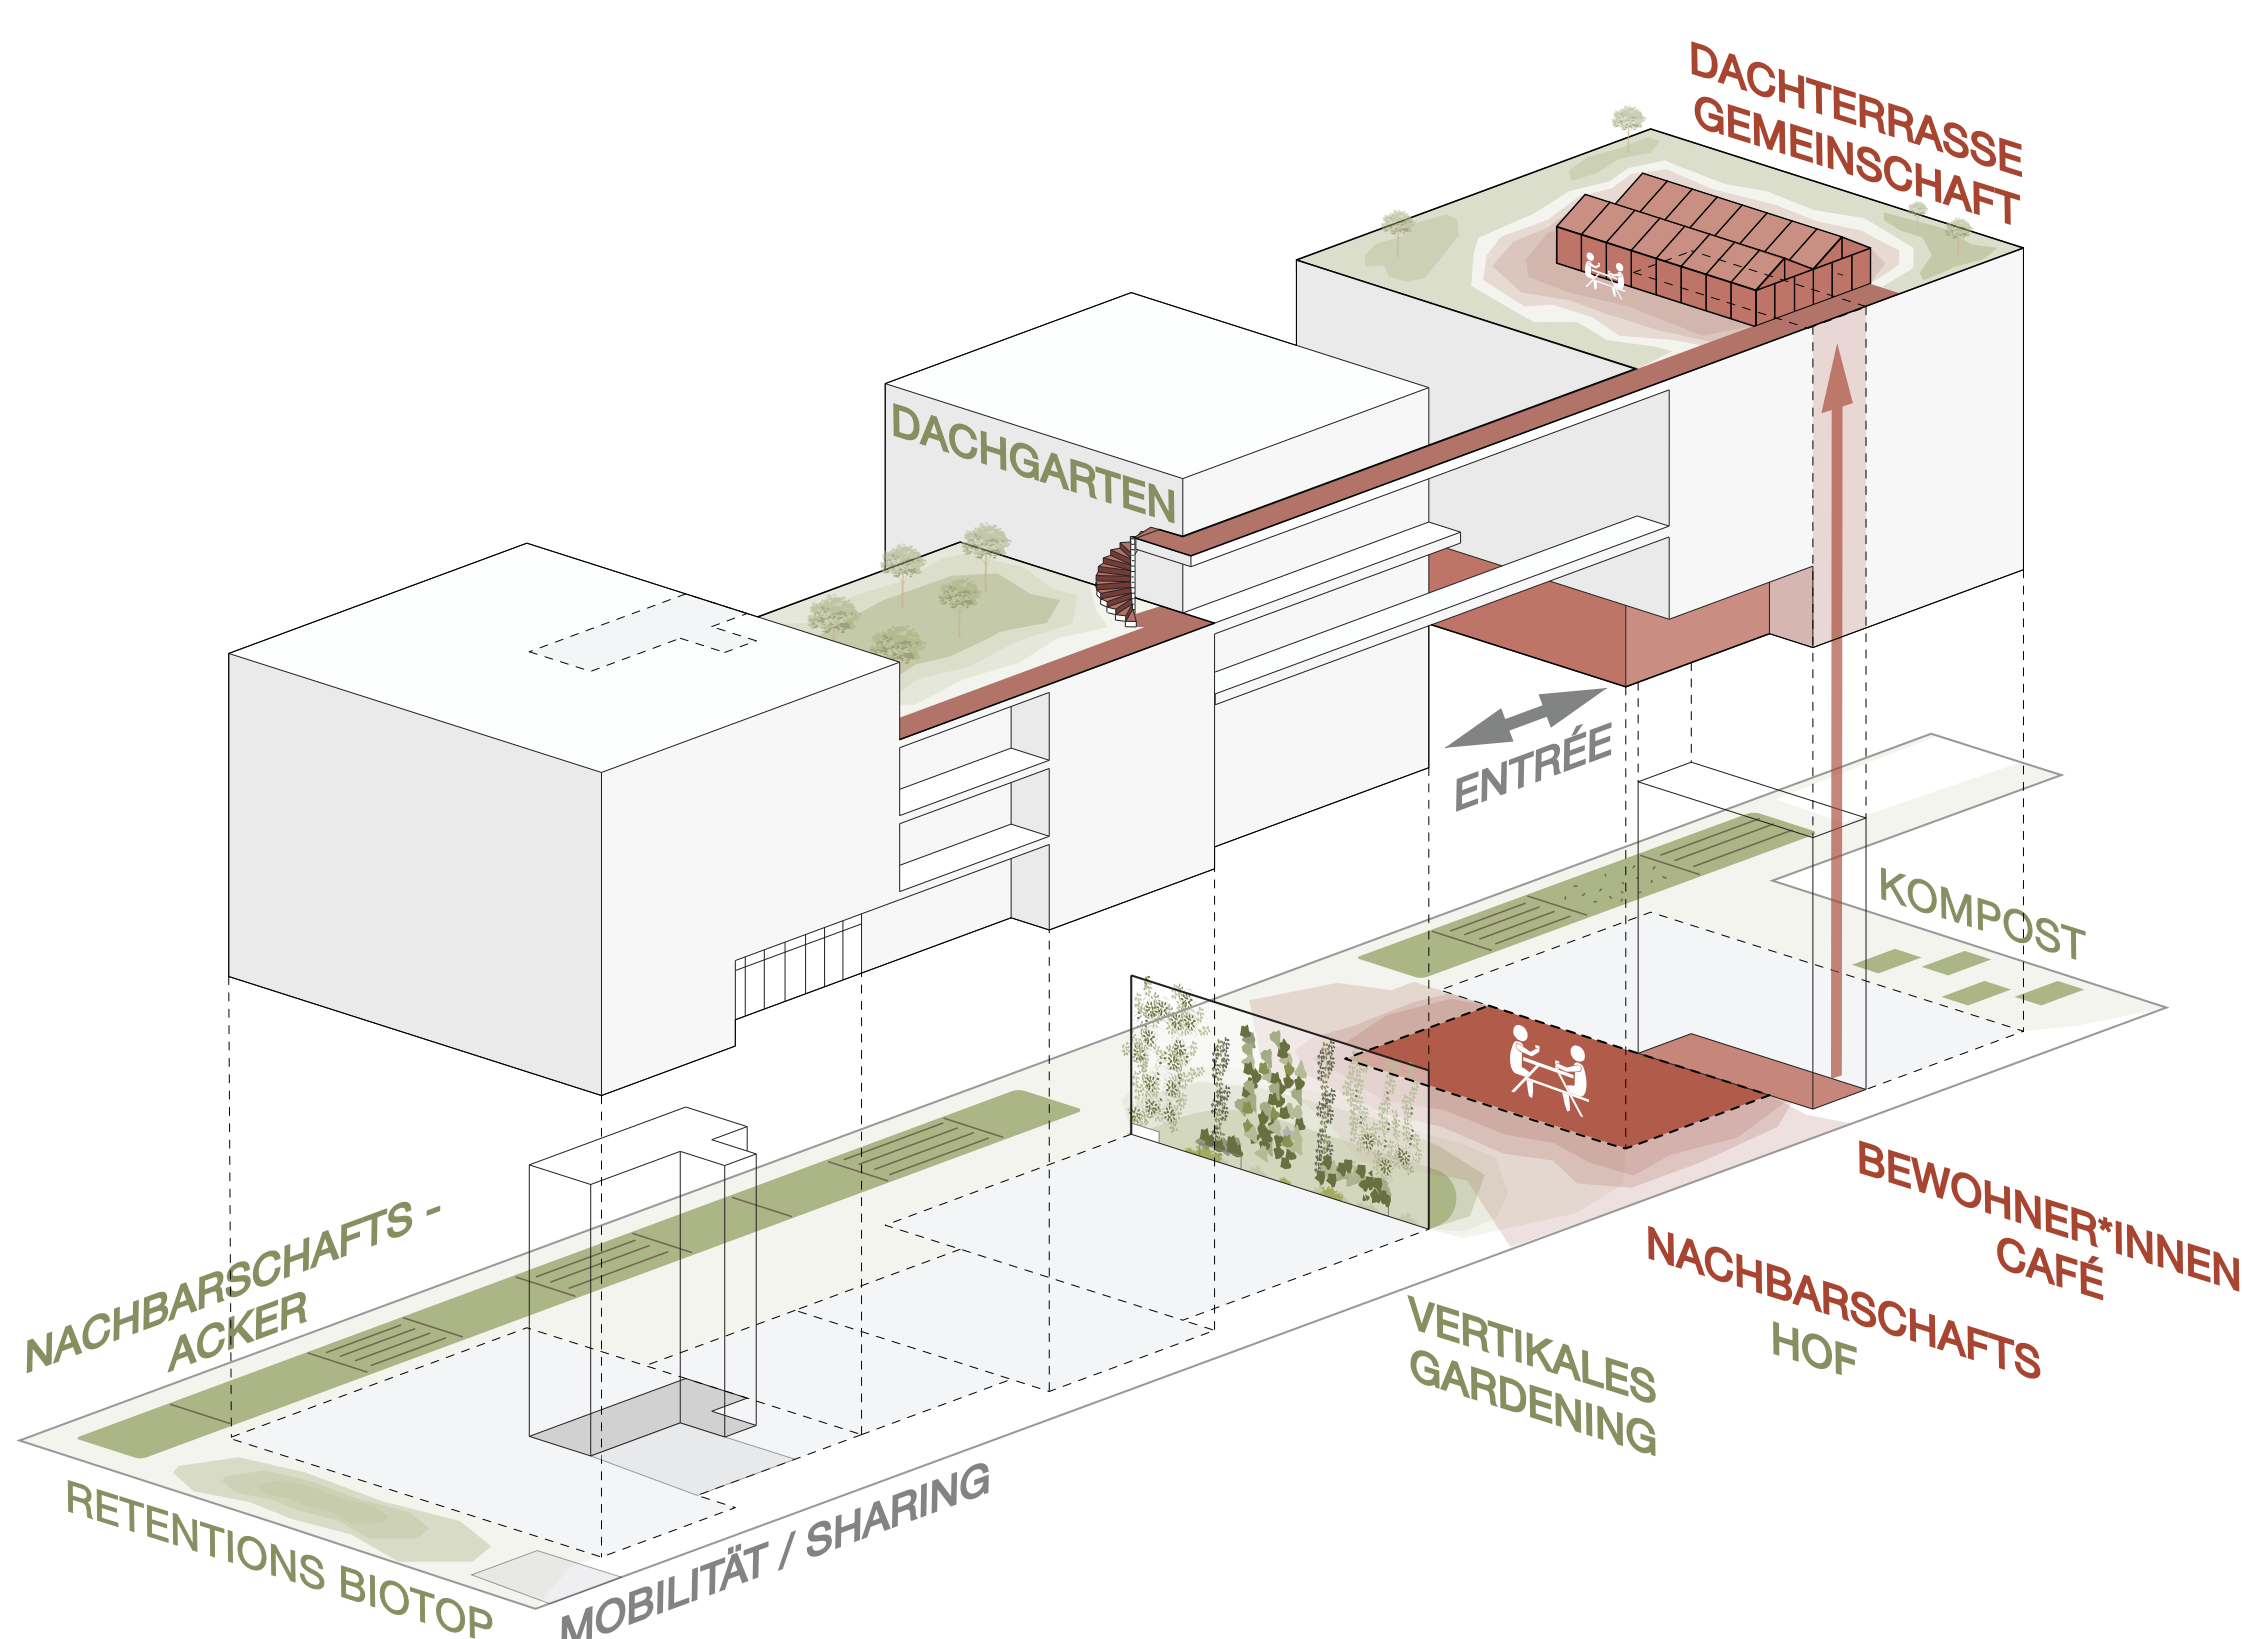 DACHTERRASSE
GEMEINSCHAFT
DACHGARTEN
ENTRÉE
KOMPOST
NACHBARSCHAFTS -
ACKER
BEWOHNER*INNEN
CAFÉ
NACHBARSCHAFTS
HOF
VERTIKALES
GARDENING
RETENTIONS BIOTOP
MOBILITÄT / SHARING